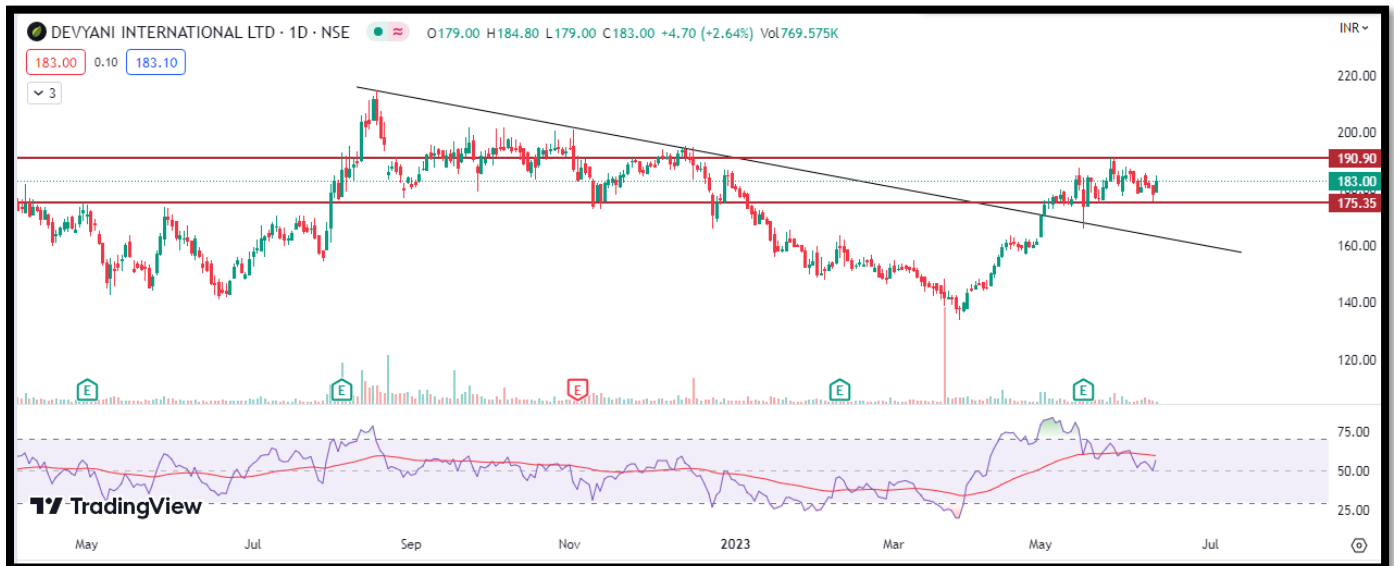 DEVYANI INTERNATIONAL LTD · 1D · NSE ≈ O179.00 H184.80 L179.00 C183.00 +4.70 (+2.64%) Vol769.575K INR
183.00 0.10 183.10
3
220.00
200.00
190.90
183.00
175.35
160.00
140.00
120.00
E E E E E
75.00
50.00
25.00
TradingView
May Jul Sep Nov 2023 Mar May Jul